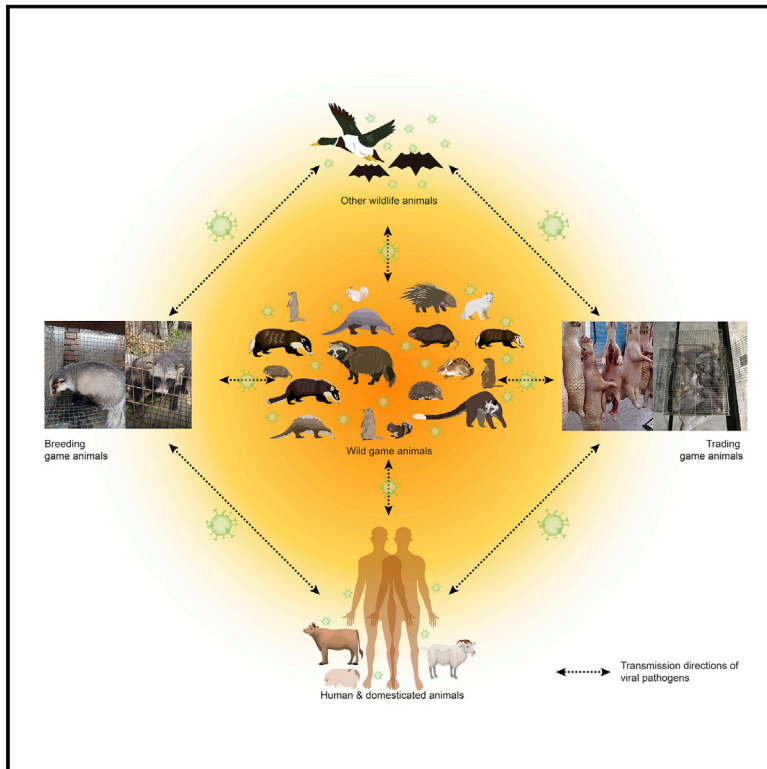 Other wildlife animals
Breeding
game animals
Wild game animals
Trading
game animals
Human & domesticated animals
Transmission directions of
viral pathogens